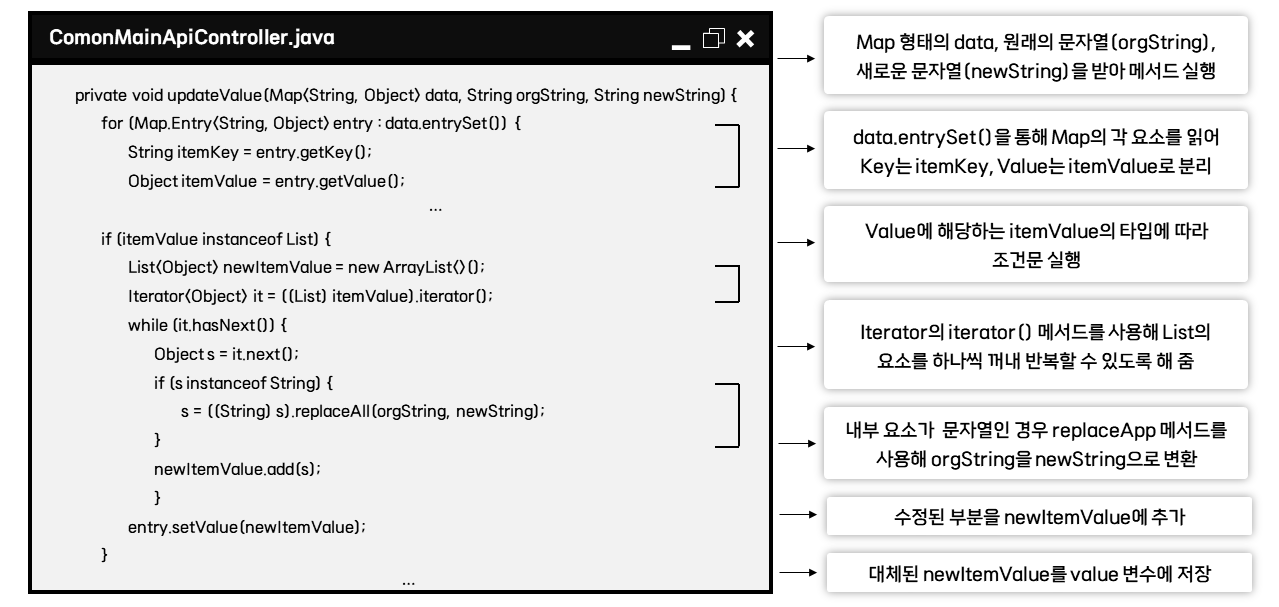 ComonMainApiController.java
private void updateValue(Map<String, Object> data, String orgString, String newString) {
for (Map.Entry<String, Object> entry : data.entrySet()) {
String itemKey = entry.getKey();
Object itemValue = entry.getValue();
...
if (itemValue instanceof List) {
List<Object> newItemValue = new ArrayList<>();
Iterator<Object> it = ((List) itemValue).iterator();
while (it.hasNext()) {
Object s = it.next();
if (s instanceof String) {
s = ((String) s).replaceAll(orgString, newString);
}
newItemValue.add(s);
}
entry.setValue(newItemValue);
}
...
Map 형태의 data, 원래의 문자열(orgString),
새로운 문자열(newString)을 받아 메서드 실행
data.entrySet()을 통해 Map의 각 요소를 읽어
Key는 itemKey, Value는 itemValue로 분리
Value에 해당하는 itemValue의 타입에 따라
조건문 실행
Iterator의 iterator() 메서드를 사용해 List의
요소를 하나씩 꺼내 반복할 수 있도록 해 줌
내부 요소가 문자열인 경우 replaceApp 메서드를
사용해 orgString을 newString으로 변환
수정된 부분을 newItemValue에 추가
대체된 newItemValue를 value 변수에 저장